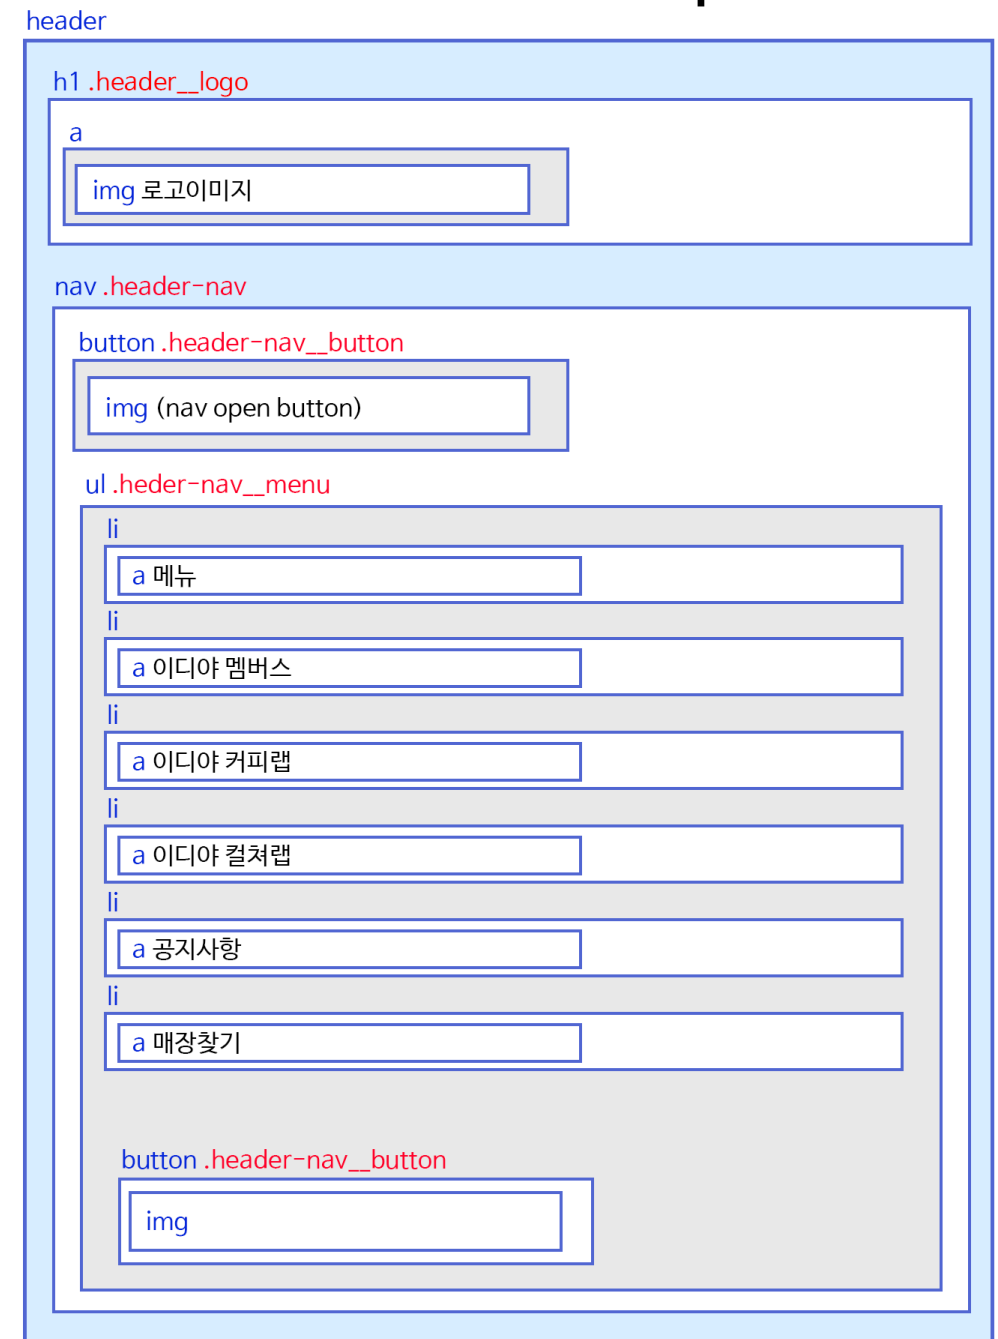 header
h1 .header__logo
a
img 로고이미지
nav .header-nav
button .header-nav__button
img (nav open button)
ul .heder-nav__menu
li
a 메뉴
li
a 이디야 멤버스
li
a 이디야 커피랩
li
a 이디야 컬쳐랩
li
a 공지사항
li
a 매장찾기
button .header-nav__button
img